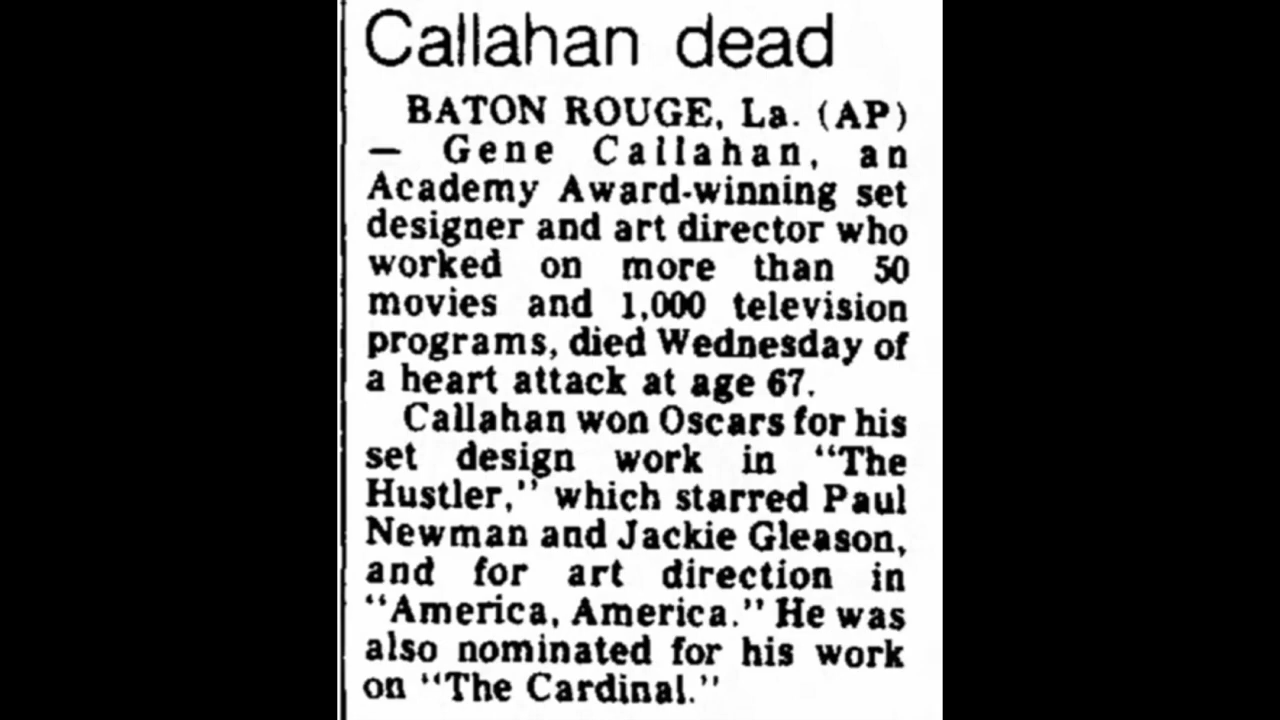 Callahan dead
BATON ROUGE, La. (AP)
— Gene Callahan, an
Academy Award-winning set
designer and art director who
worked on more than 50
movies and 1,000 television
programs, died Wednesday of
a heart attack at age 67.
Callahan won Oscars for his
set design work in "The
Hustler," which starred Paul
Newman and Jackie Gleason,
and for art direction in
"America, America." He was
also nominated for his work
on "The Cardinal."